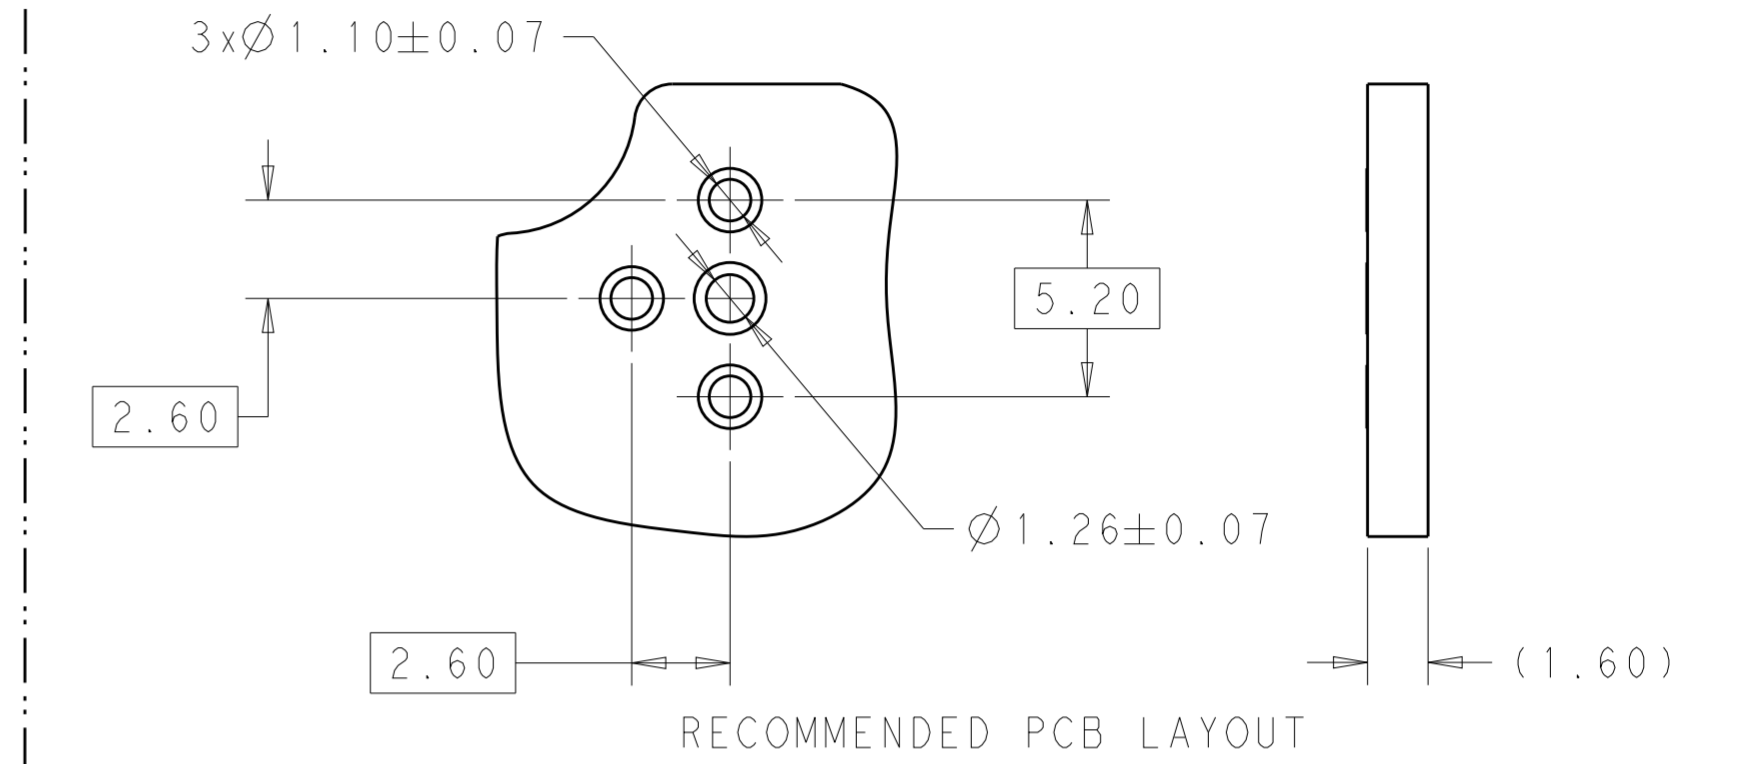 3xØ1.10±0.07
5.20
2.60
Ø1.26±0.07
2.60
(1.60)
RECOMMENDED PCB LAYOUT